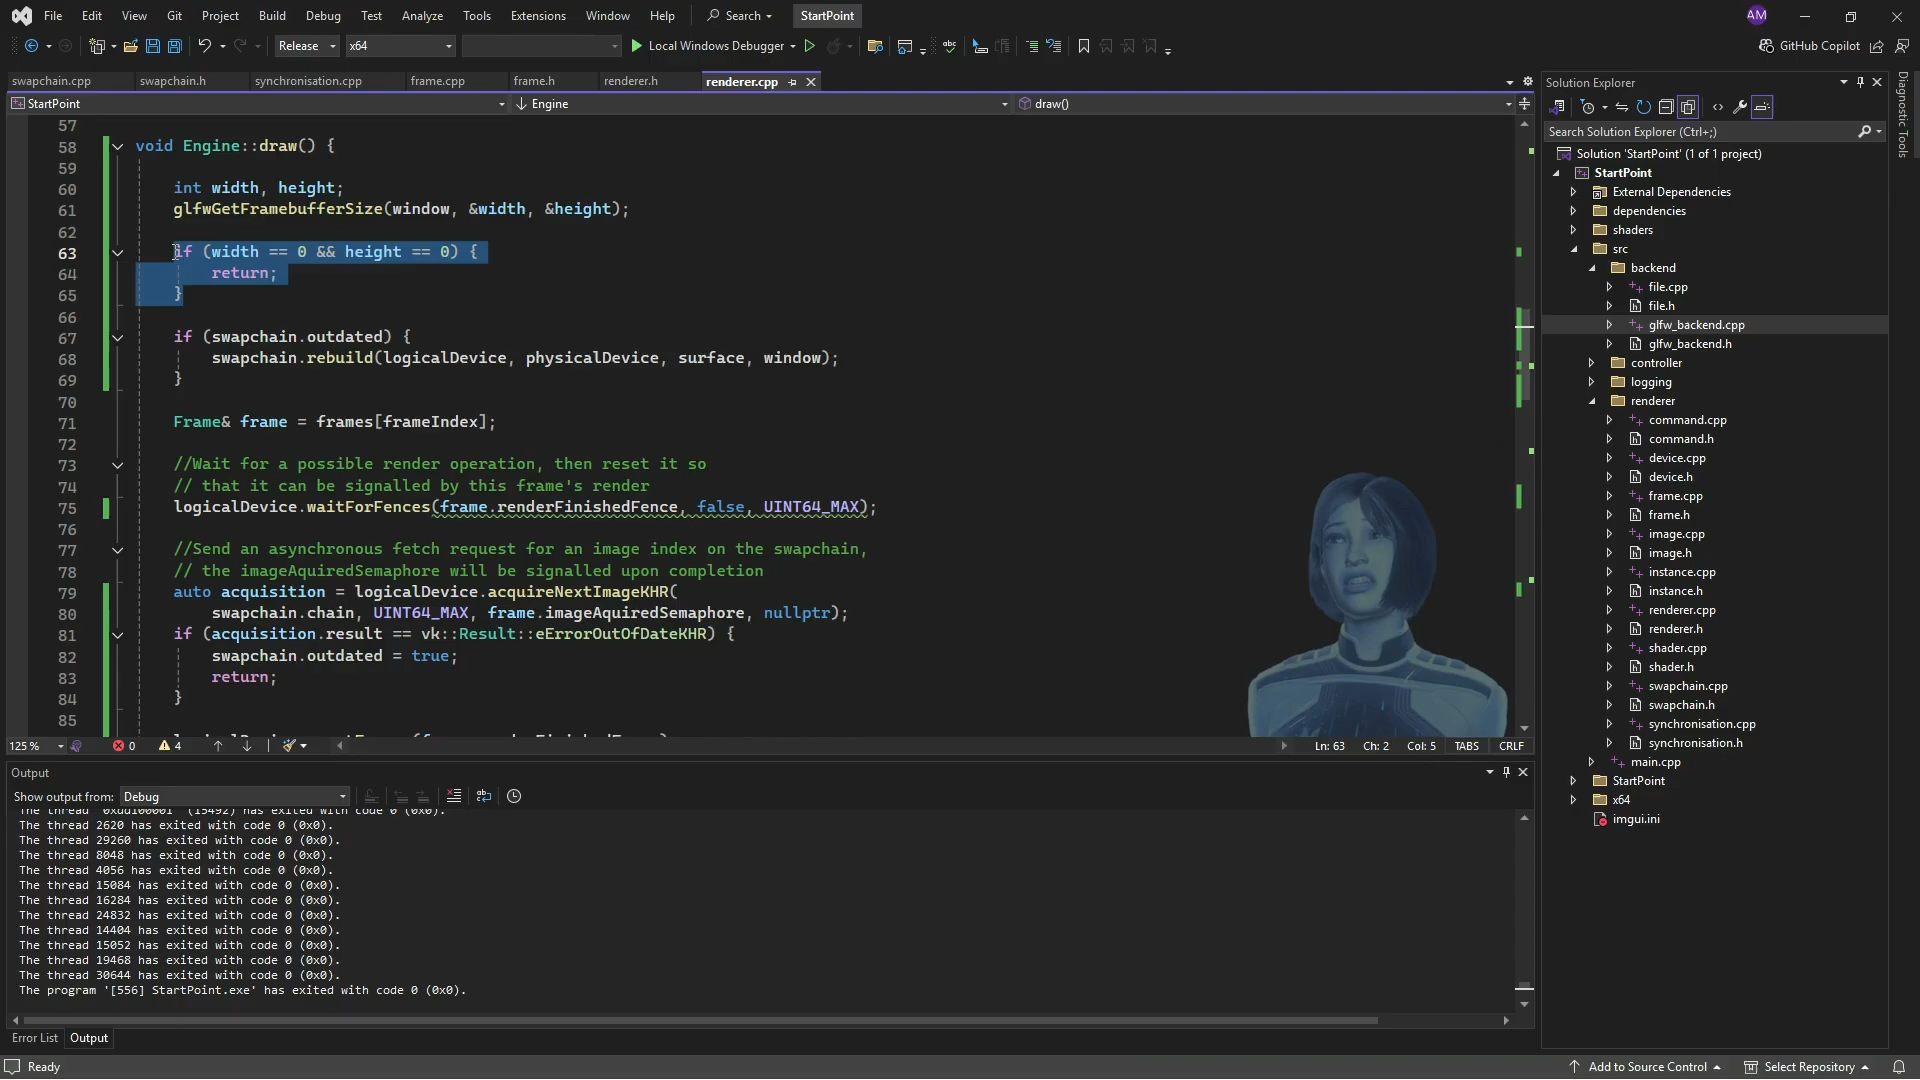 File Edit View Git Project Build Debug Test Analyze Tools Extensions Window Help Search StartPoint AM
Release x64 Local Windows Debugger GitHub Copilot
swapchain.cpp swapchain.h synchronisation.cpp frame.cpp frame.h renderer.h renderer.cpp
StartPoint Engine draw()
57
58 void Engine::draw() {
59
60 int width, height;
61 glfwGetFramebufferSize(window, &width, &height);
62
63 if (width == 0 && height == 0) {
64 return;
65 }
66
67 if (swapchain.outdated) {
68 swapchain.rebuild(logicalDevice, physicalDevice, surface, window);
69 }
70
71 Frame& frame = frames[frameIndex];
72
73 //Wait for a possible render operation, then reset it so
74 // that it can be signalled by this frame's render
75 logicalDevice.waitForFences(frame.renderFinishedFence, false, UINT64_MAX);
76
77 //Send an asynchronous fetch request for an image index on the swapchain,
78 // the imageAquiredSemaphore will be signalled upon completion
79 auto acquisition = logicalDevice.acquireNextImageKHR(
80 swapchain.chain, UINT64_MAX, frame.imageAquiredSemaphore, nullptr);
81 if (acquisition.result == vk::Result::eErrorOutOfDateKHR) {
82 swapchain.outdated = true;
83 return;
84 }
85
125 % 0 4 Ln: 63 Ch: 2 Col: 5 TABS CRLF
Output
Show output from: Debug
The thread 2620 has exited with code 0 (0x0).
The thread 29260 has exited with code 0 (0x0).
The thread 8048 has exited with code 0 (0x0).
The thread 4056 has exited with code 0 (0x0).
The thread 15084 has exited with code 0 (0x0).
The thread 16284 has exited with code 0 (0x0).
The thread 24832 has exited with code 0 (0x0).
The thread 14404 has exited with code 0 (0x0).
The thread 15052 has exited with code 0 (0x0).
The thread 19468 has exited with code 0 (0x0).
The thread 30644 has exited with code 0 (0x0).
The program '[556] StartPoint.exe' has exited with code 0 (0x0).
Error List Output
Ready Add to Source Control Select Repository
Solution Explorer
Search Solution Explorer (Ctrl+;)
Solution 'StartPoint' (1 of 1 project)
StartPoint
External Dependencies
dependencies
shaders
src
backend
file.cpp
file.h
glfw_backend.cpp
glfw_backend.h
controller
logging
renderer
command.cpp
command.h
device.cpp
device.h
frame.cpp
frame.h
image.cpp
image.h
instance.cpp
instance.h
renderer.cpp
renderer.h
shader.cpp
shader.h
swapchain.cpp
swapchain.h
synchronisation.cpp
synchronisation.h
main.cpp
StartPoint
x64
imgui.ini
Diagnostic Tools